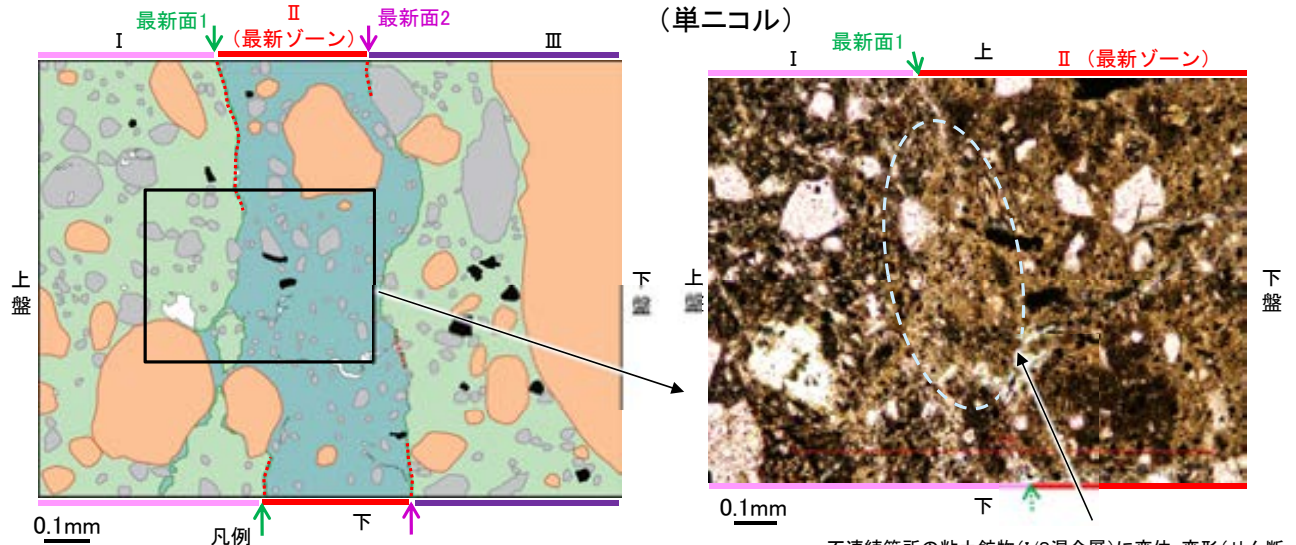 (単ニコル)
最新面1
Ⅱ
(最新ゾーン)
最新面2
Ⅰ
Ⅲ
上盤
下盤
0.1mm
凡例
下
最新面1
Ⅰ
上
Ⅱ (最新ゾーン)
上盤
下盤
0.1mm
下